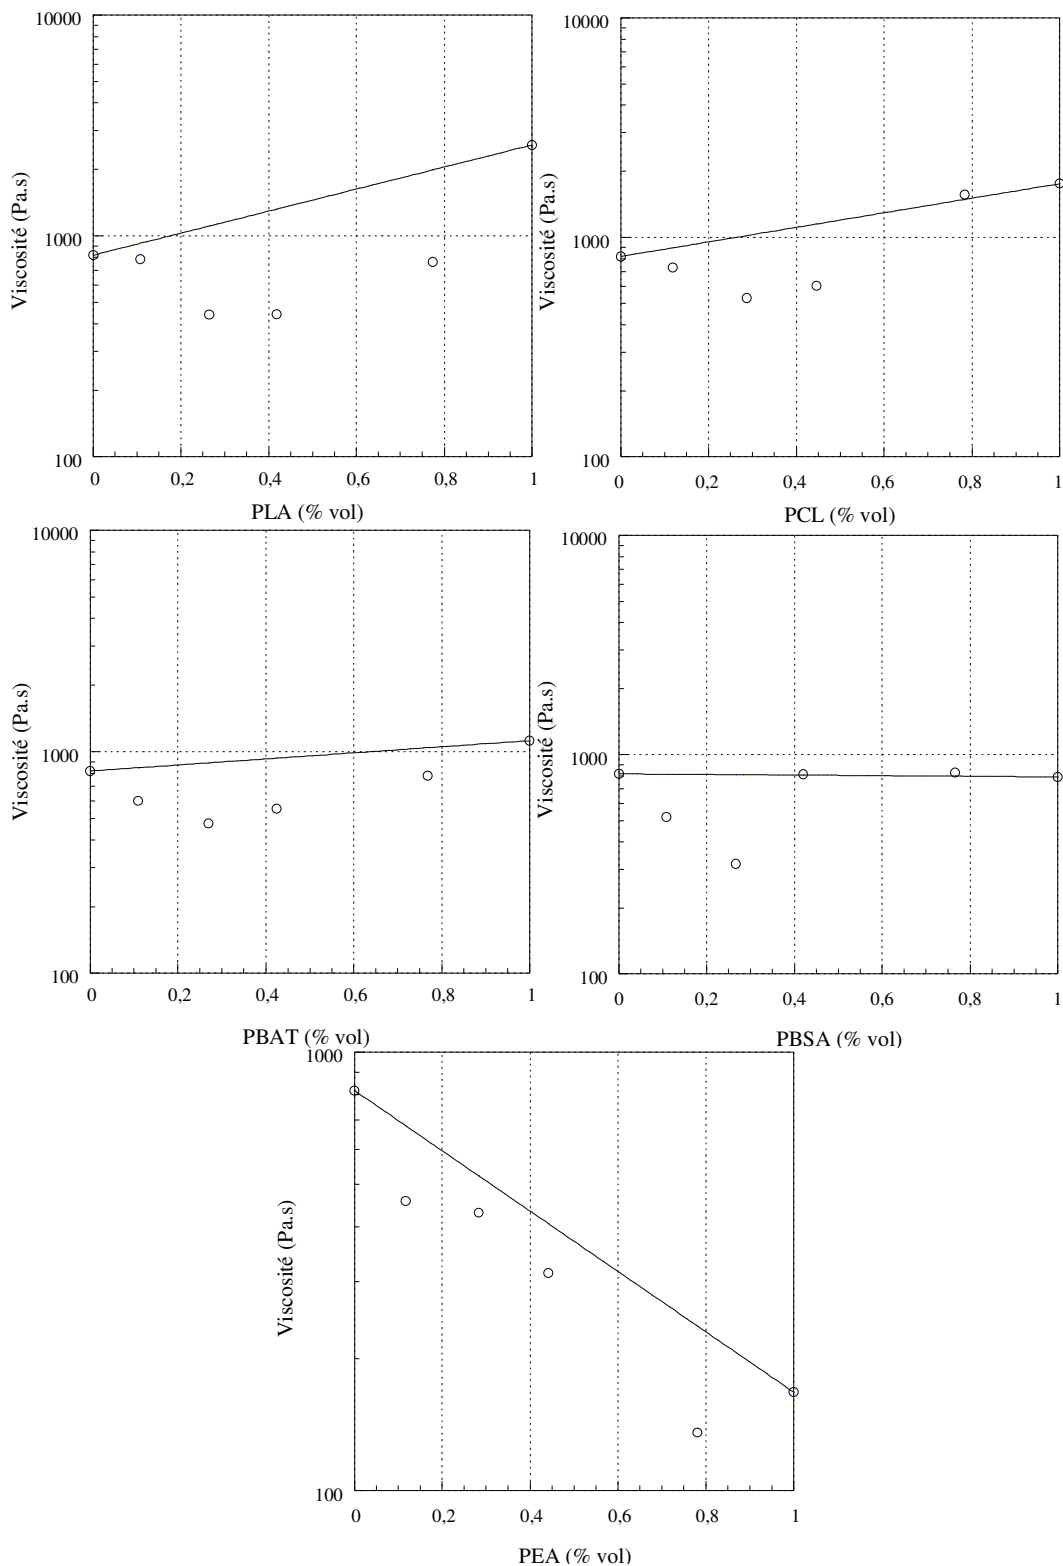 10000
1000
100
Viscosité (Pa.s)
0 0,2 0,4 0,6 0,8 1
PLA (% vol)
10000
1000
100
Viscosité (Pa.s)
0 0,2 0,4 0,6 0,8 1
PCL (% vol)
10000
1000
100
Viscosité (Pa.s)
0 0,2 0,4 0,6 0,8 1
PBAT (% vol)
10000
1000
100
Viscosité (Pa.s)
0 0,2 0,4 0,6 0,8 1
PBSA (% vol)
1000
100
Viscosité (Pa.s)
0 0,2 0,4 0,6 0,8 1
PEA (% vol)